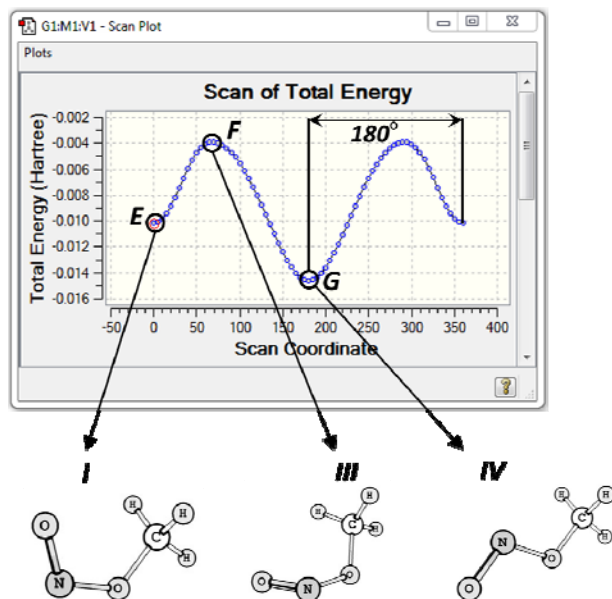 G1:M1:V1 - Scan Plot
Plots
Scan of Total Energy
Total Energy (Hartree)
-0.002
-0.004
-0.006
-0.008
-0.010
-0.012
-0.014
-0.016
E
F
G
180°
-50 0 50 100 150 200 250 300 350 400
Scan Coordinate
?
I III IV
O N O C H H H
O N O C H H H
O N O C H H H